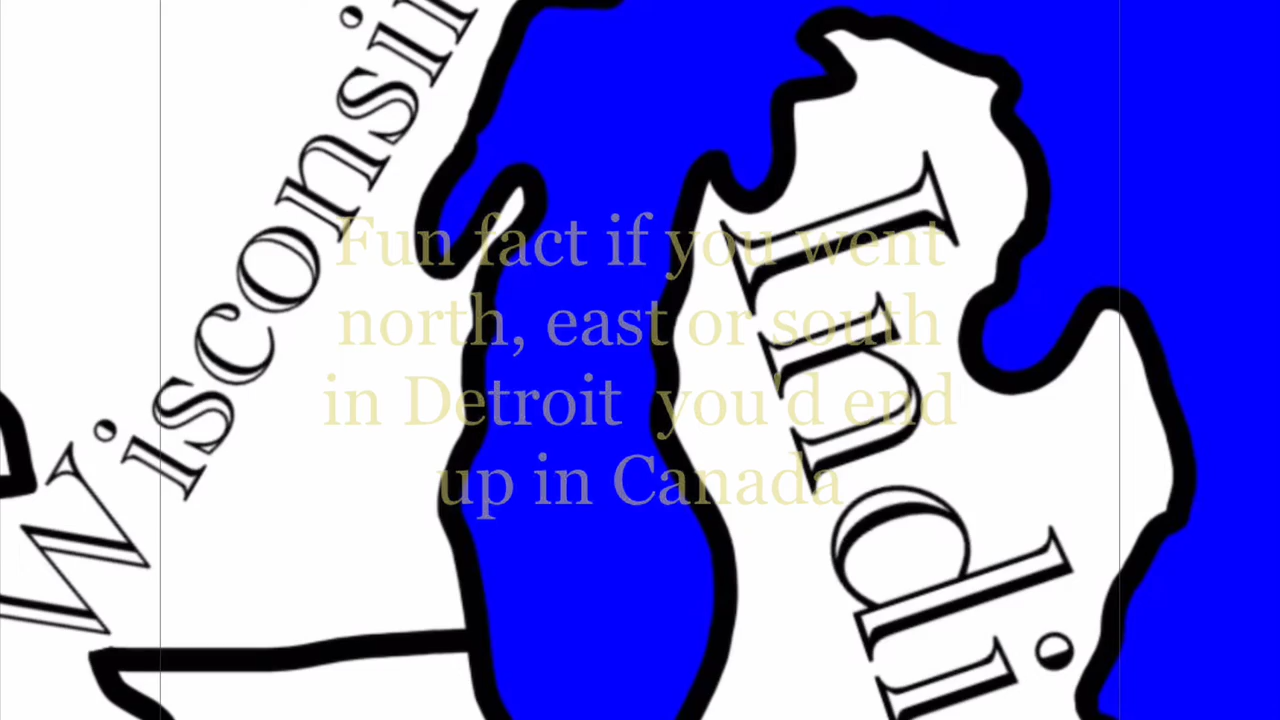 Wisconsin
Indi
Fun fact if you went
north, east or south
in Detroit you'd end
up in Canada